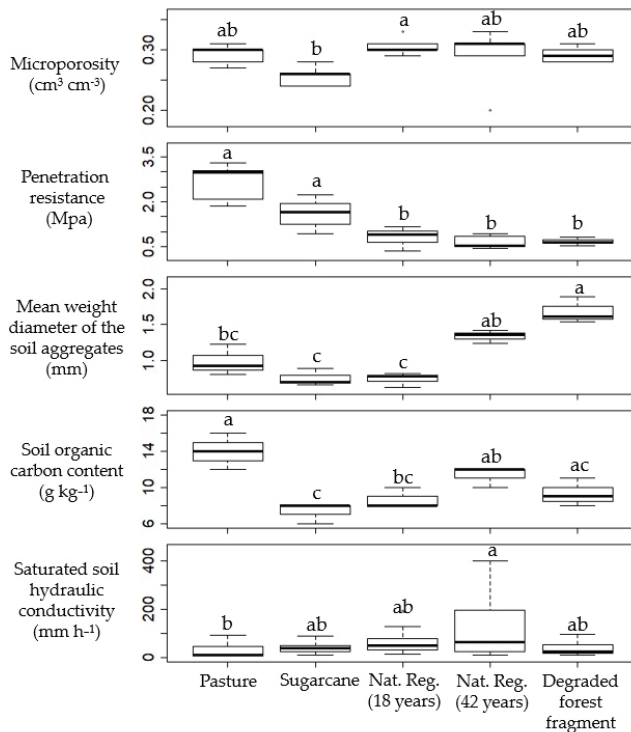 Microporosity
(cm³ cm-³)
0.20 0.30
ab b a ab ab
Penetration
resistance
(Mpa)
0.5 2.0 3.5
a a b b b
Mean weight
diameter of the
soil aggregates
(mm)
1.0 1.5 2.0
bc c c ab a
Soil organic
carbon content
(g kg-¹)
6 10 14 18
a c bc ab ac
Saturated soil
hydraulic
conductivity
(mm h-¹)
0 200 400
b ab ab a ab
Pasture Sugarcane Nat. Reg. Nat. Reg. Degraded
(18 years) (42 years) forest
fragment